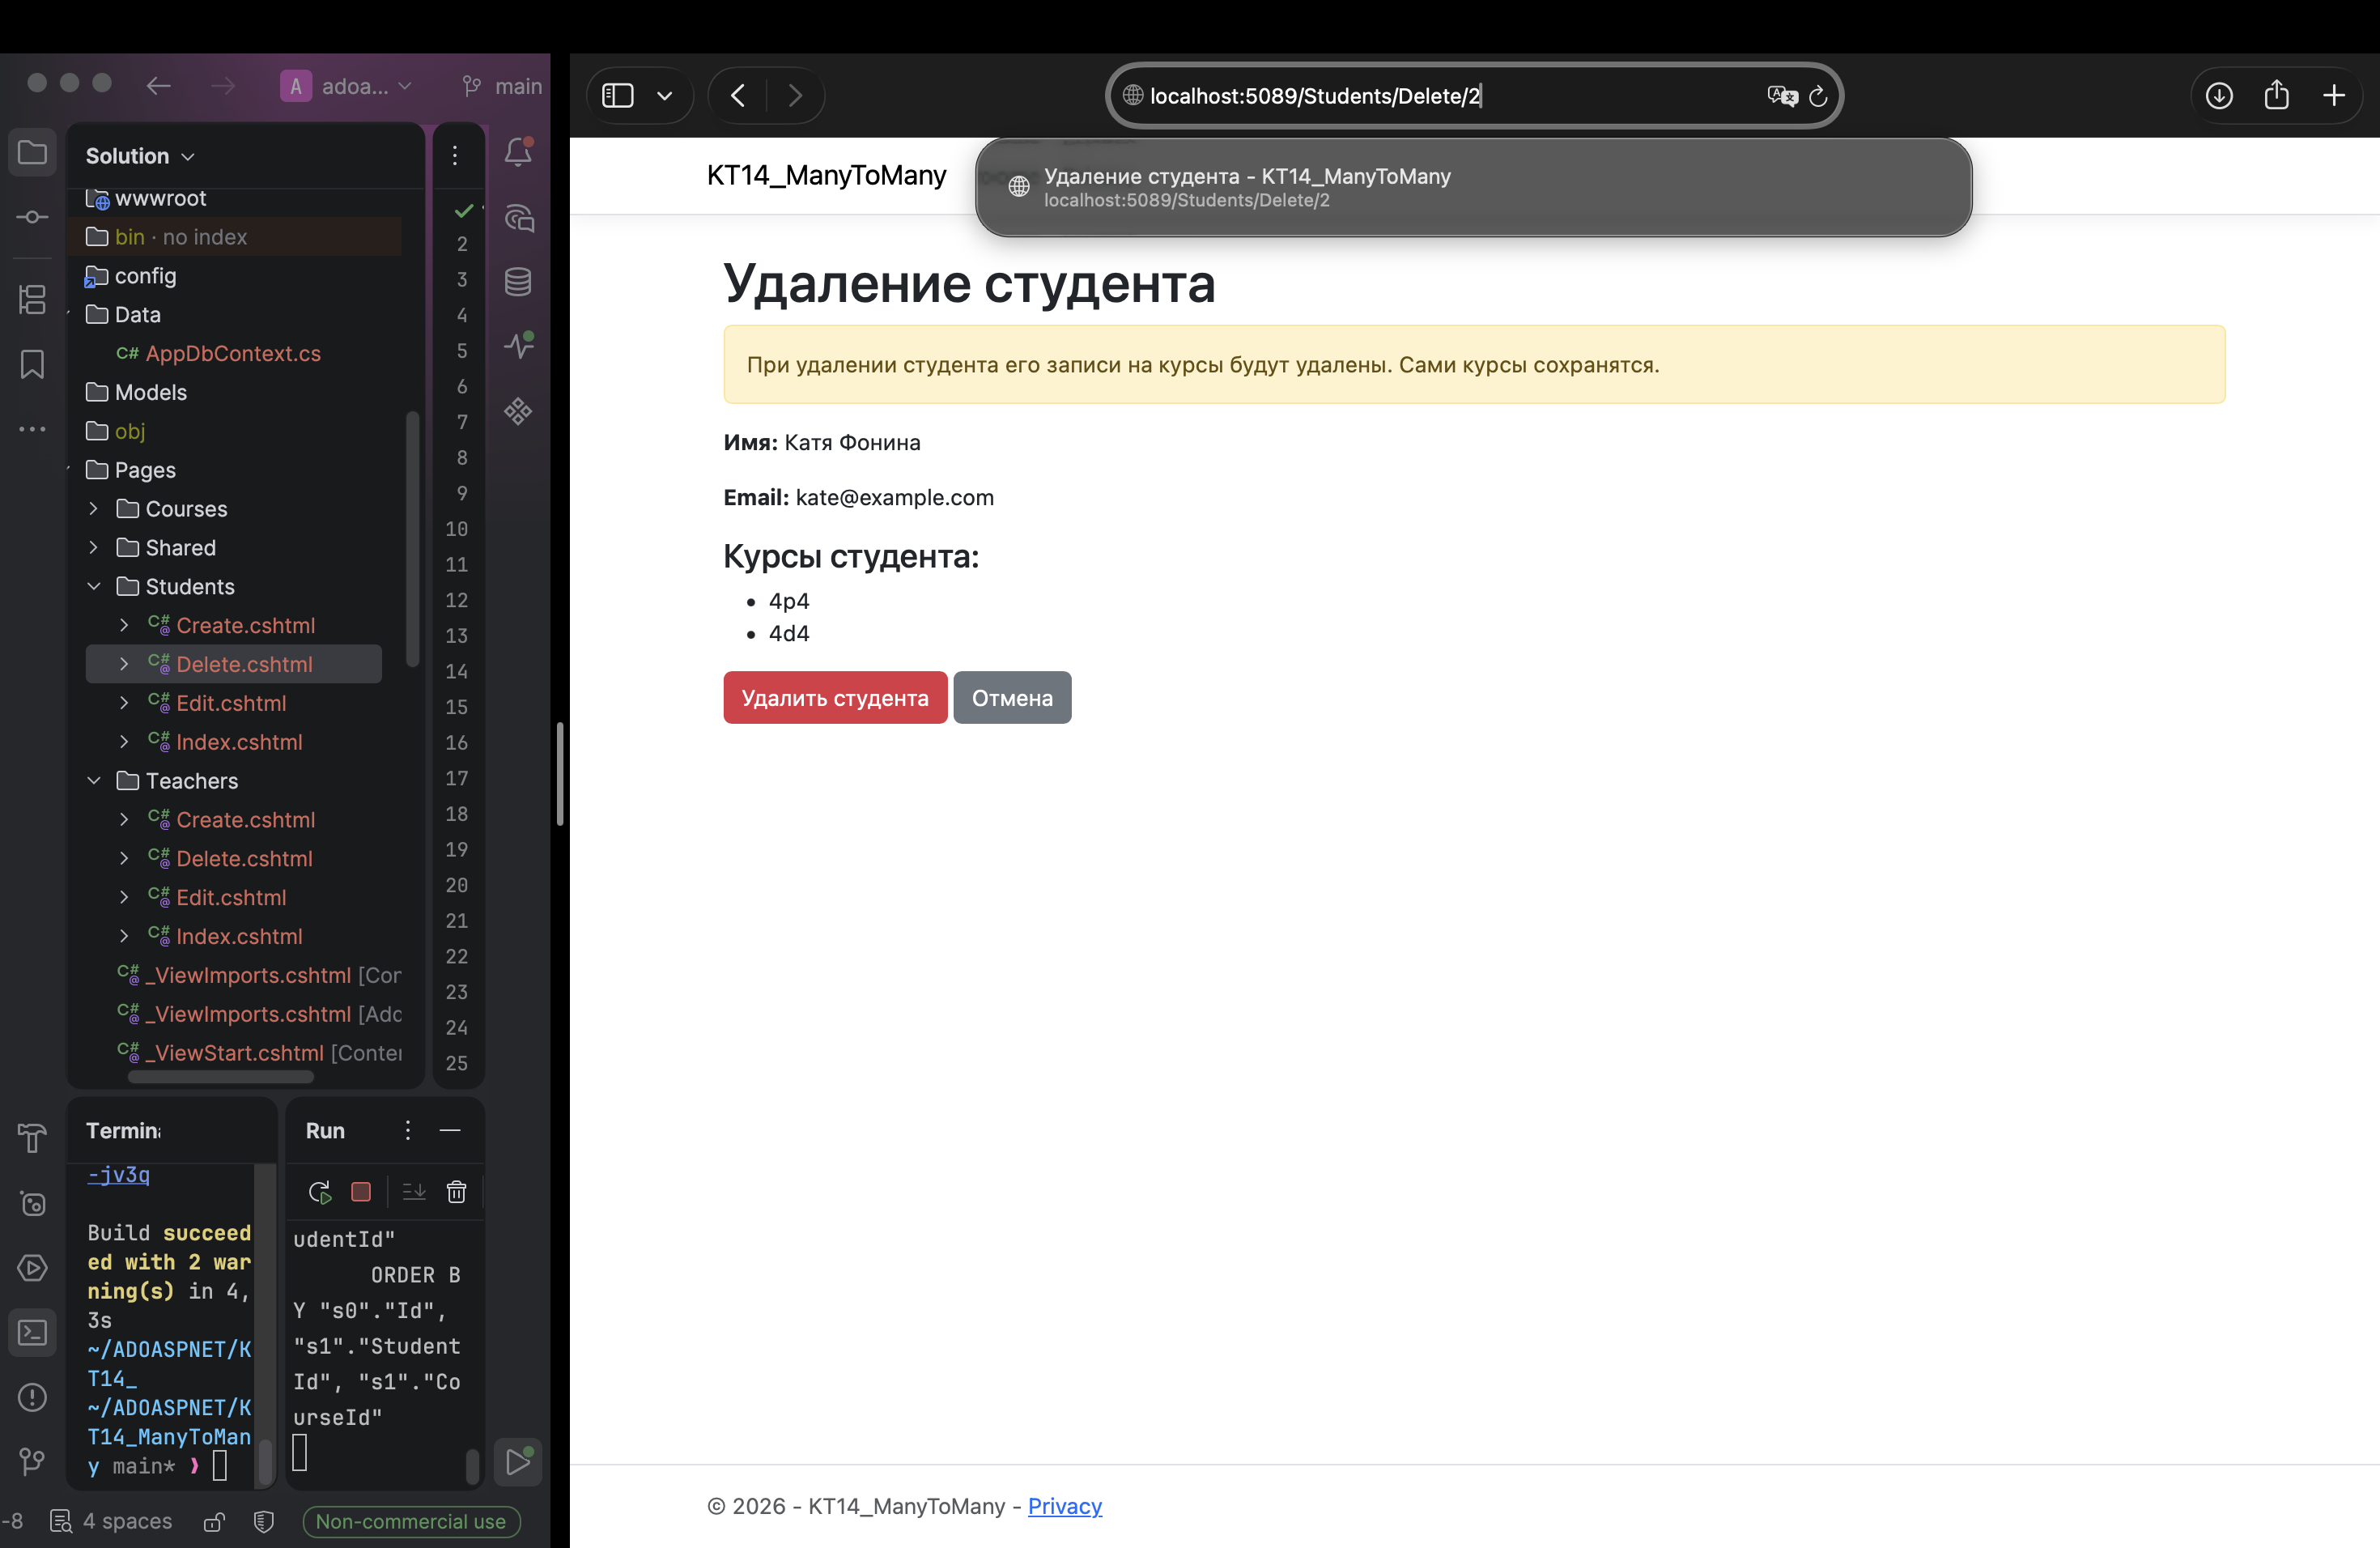 A adoa... main
Solution
wwwroot
bin · no index
config
Data
C# AppDbContext.cs
Models
obj
Pages
Courses
Shared
Students
C#@ Create.cshtml
C#@ Delete.cshtml
C#@ Edit.cshtml
C#@ Index.cshtml
Teachers
C#@ Create.cshtml
C#@ Delete.cshtml
C#@ Edit.cshtml
C#@ Index.cshtml
C#@ _ViewImports.cshtml [Con
C#@ _ViewImports.cshtml [Adc
C#@ _ViewStart.cshtml [Conter
2
3
4
5
6
7
8
9
10
11
12
13
14
15
16
17
18
19
20
21
22
23
24
25
Termina
-jv3q
Build succeed
ed with 2 war
ning(s) in 4,
3s
~/ADOASPNET/K
T14_
~/ADOASPNET/K
T14_ManyToMan
y main* ❯
Run
udentId"
ORDER B
Y "s0"."Id",
"s1"."Student
Id", "s1"."Co
urseId"
-8 4 spaces Non-commercial use
localhost:5089/Students/Delete/2
Удаление студента - KT14_ManyToMany
localhost:5089/Students/Delete/2
KT14_ManyToMany
Удаление студента
При удалении студента его записи на курсы будут удалены. Сами курсы сохранятся.
Имя: Катя Фонина
Email: kate@example.com
Курсы студента:
• 4p4
• 4d4
Удалить студента Отмена
© 2026 - KT14_ManyToMany - Privacy